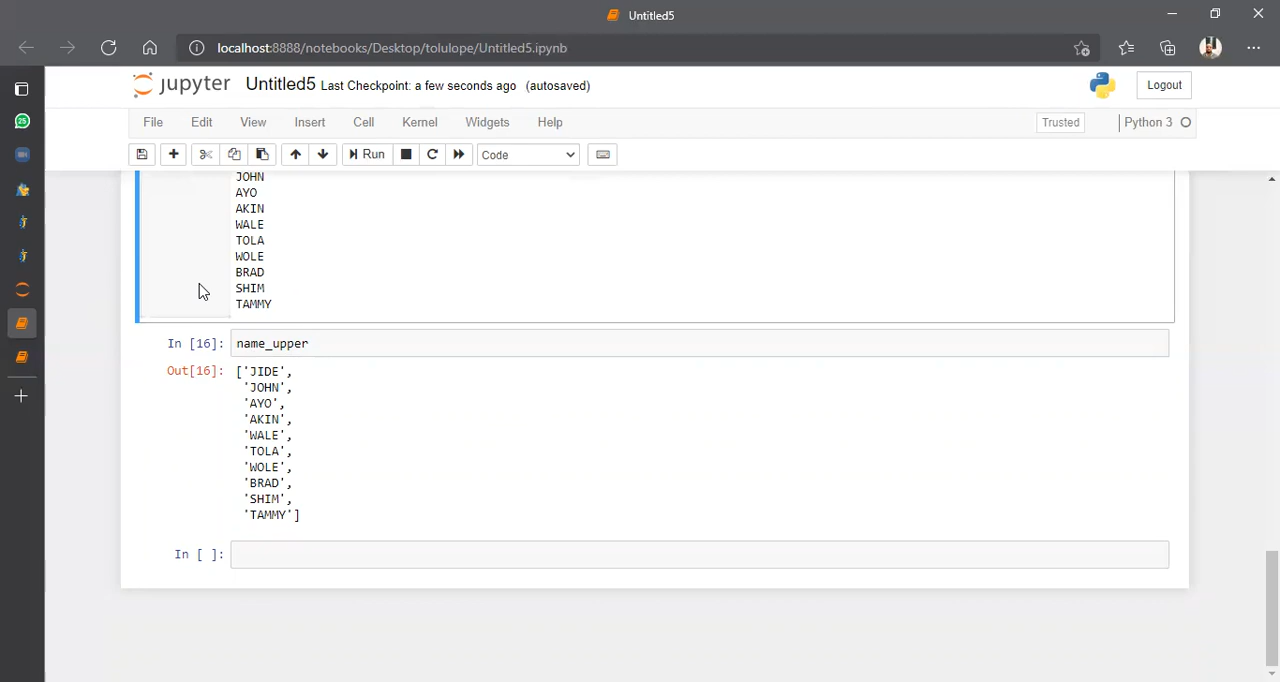 Untitled5
localhost:8888/notebooks/Desktop/tolulope/Untitled5.ipynb
jupyter Untitled5 Last Checkpoint: a few seconds ago (autosaved)
Logout
File Edit View Insert Cell Kernel Widgets Help Trusted Python 3
Run Code
25
JOHN
AYO
AKIN
WALE
TOLA
WOLE
BRAD
SHIM
TAMMY
In [16]: name_upper
Out[16]: ['JIDE',
'JOHN',
'AYO',
'AKIN',
'WALE',
'TOLA',
'WOLE',
'BRAD',
'SHIM',
'TAMMY']
In [ ]: